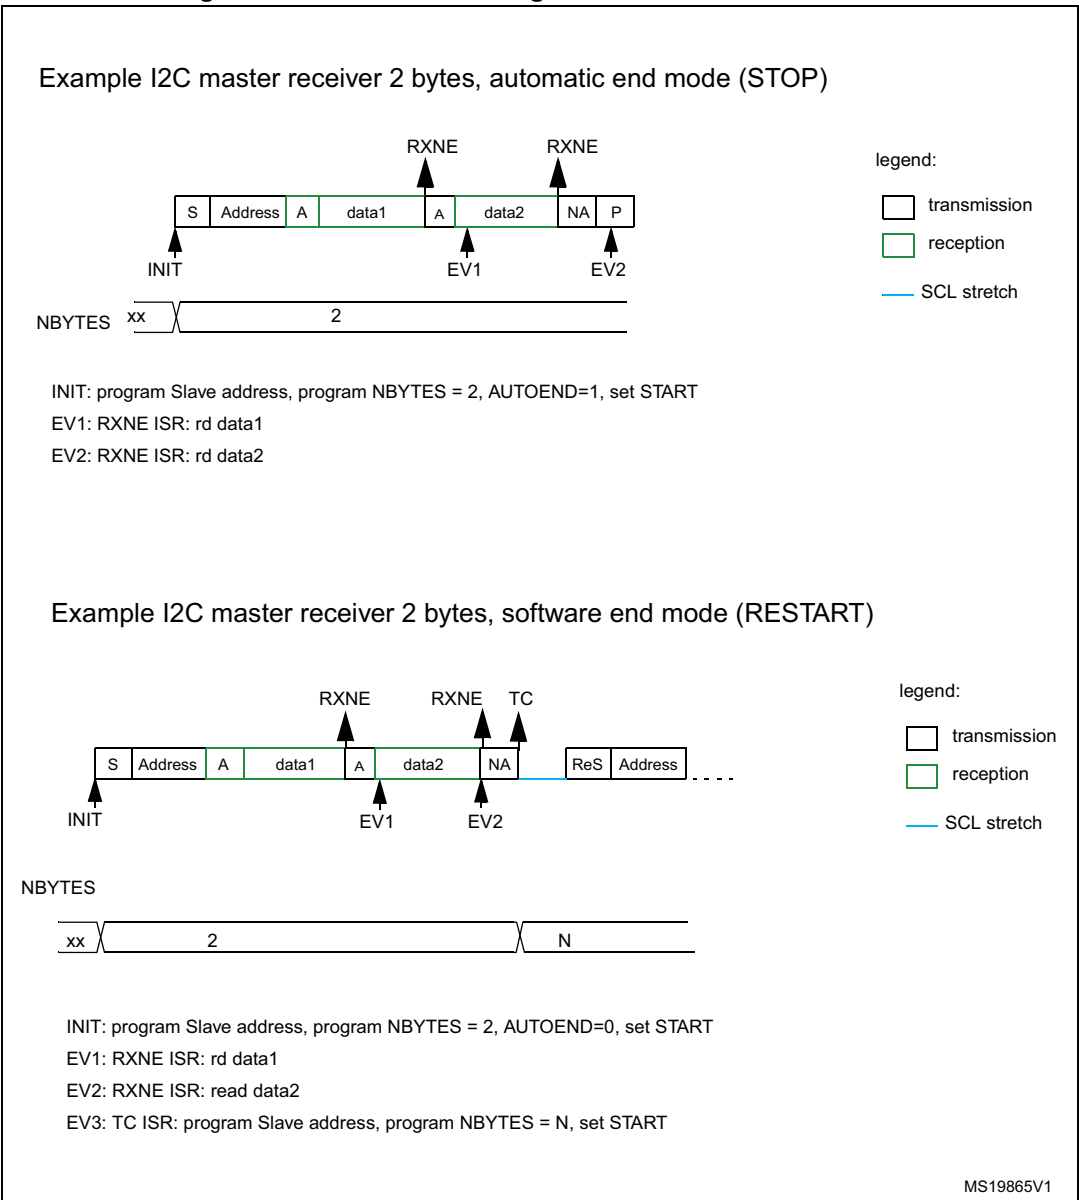 Example I2C master receiver 2 bytes, automatic end mode (STOP)
RXNE RXNE
legend:
transmission
reception
SCL stretch
S Address A data1 A data2 NA P
INIT EV1 EV2
NBYTES xx 2
INIT: program Slave address, program NBYTES = 2, AUTOEND=1, set START
EV1: RXNE ISR: rd data1
EV2: RXNE ISR: rd data2
Example I2C master receiver 2 bytes, software end mode (RESTART)
RXNE RXNE TC
legend:
transmission
reception
SCL stretch
S Address A data1 A data2 NA ReS Address
INIT EV1 EV2
NBYTES
xx 2 N
INIT: program Slave address, program NBYTES = 2, AUTOEND=0, set START
EV1: RXNE ISR: rd data1
EV2: RXNE ISR: read data2
EV3: TC ISR: program Slave address, program NBYTES = N, set START
MS19865V1